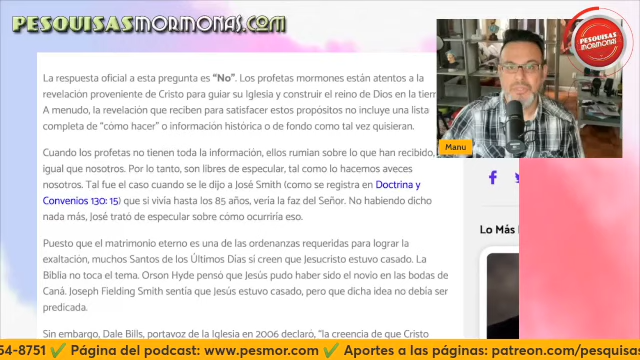 PESQUISASMORMONAS.COM
PESQUISAS
MORMONAS
La respuesta oficial a esta pregunta es “No”. Los profetas mormones están atentos a la
revelación proveniente de Cristo para guiar su Iglesia y construir el reino de Dios en la
A menudo, la revelación que reciben para satisfacer estos propósitos no incluye una lista
completa de “cómo hacer” o información histórica o de fondo como tal vez quisieran.
Manu
Cuando los profetas no tienen toda la información, ellos rumian sobre lo que han recibido,
igual que nosotros. Por lo tanto, son libres de especular, tal como lo hacemos aveces
nosotros. Tal fue el caso cuando se le dijo a José Smith (como se registra en Doctrina y
Convenios 130: 15) que si vivía hasta los 85 años, vería la faz del Señor. No habiendo dicho
nada más, José trató de especular sobre cómo ocurriría eso.
Lo Más
Puesto que el matrimonio eterno es una de las ordenanzas requeridas para lograr la
exaltación, muchos Santos de los Últimos Días sí creen que Jesucristo estuvo casado. La
Biblia no toca el tema. Orson Hyde pensó que Jesús pudo haber sido el novio en las bodas de
Caná. Joseph Fielding Smith sentía que Jesús estuvo casado, pero que dicha idea no debía ser
predicada.
Sin embargo, Dale Bills, portavoz de la Iglesia en 2006 declaró, “la creencia de que Cristo
54-8751 ✅ Página del podcast: www.pesmor.com ✅ Aportes a las páginas: patreon.com/pesquisas